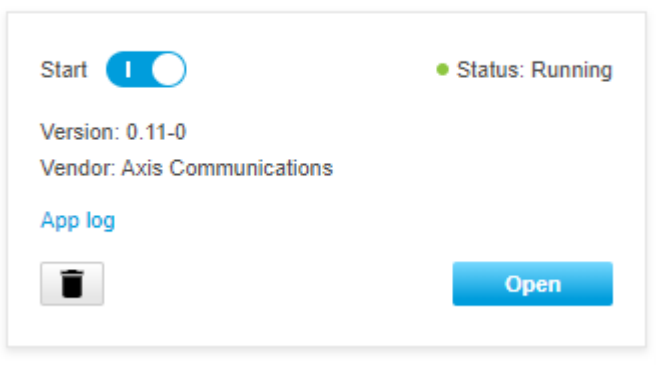 Start
Status: Running
Version: 0.11-0
Vendor: Axis Communications
App log
Open